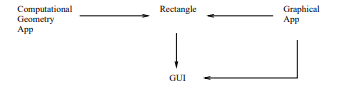 Computational
Geometry
App
Rectangle
Graphical
App
GUI